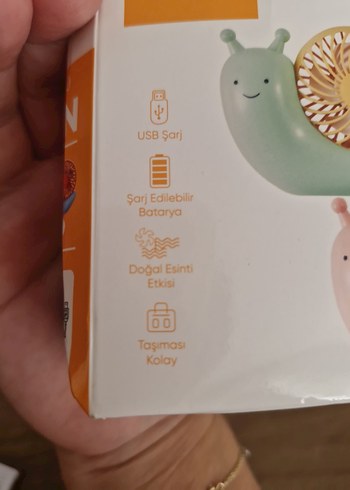 USB Şarj
Şarj Edilebilir
Batarya
Doğal Esinti
Etkisi
Taşıması
Kolay